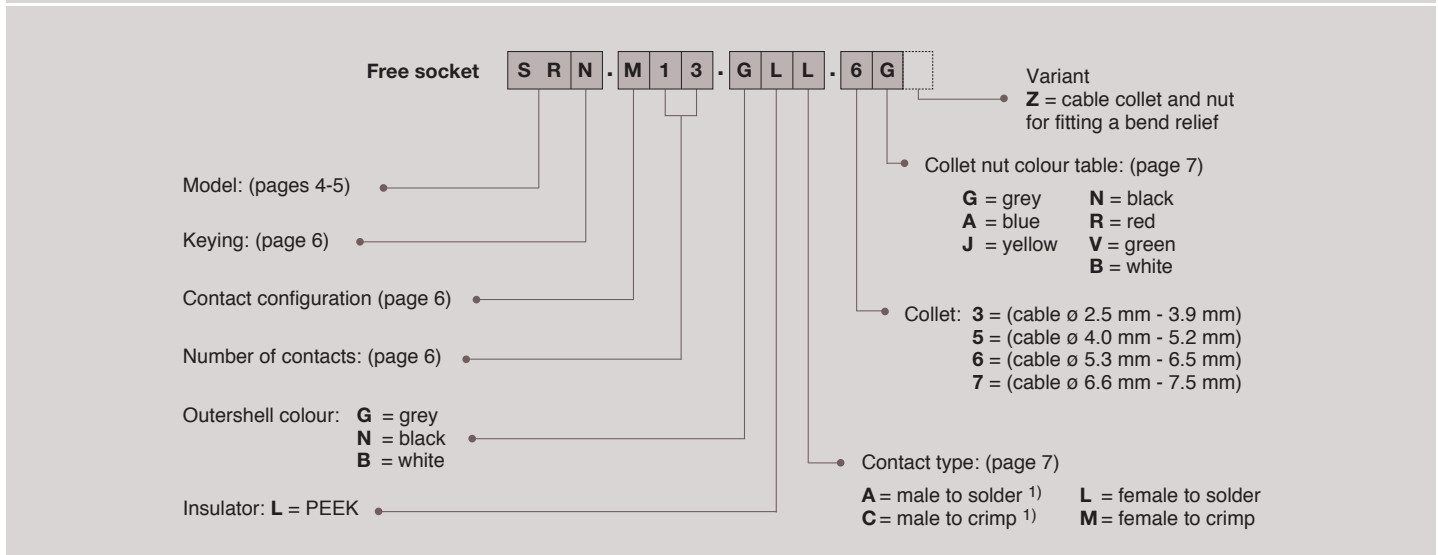 Free socket S R N . M 1 3 . G L L . 6 G
Variant
Z = cable collet and nut
for fitting a bend relief
Collet nut colour table: (page 7)
G = grey N = black
A = blue R = red
J = yellow V = green
B = white
Model: (pages 4-5)
Keying: (page 6)
Contact configuration (page 6)
Collet: 3 = (cable ø 2.5 mm - 3.9 mm)
5 = (cable ø 4.0 mm - 5.2 mm)
6 = (cable ø 5.3 mm - 6.5 mm)
7 = (cable ø 6.6 mm - 7.5 mm)
Number of contacts: (page 6)
Outershell colour: G = grey
N = black
B = white
Contact type: (page 7)
A = male to solder 1) L = female to solder
C = male to crimp 1) M = female to crimp
Insulator: L = PEEK